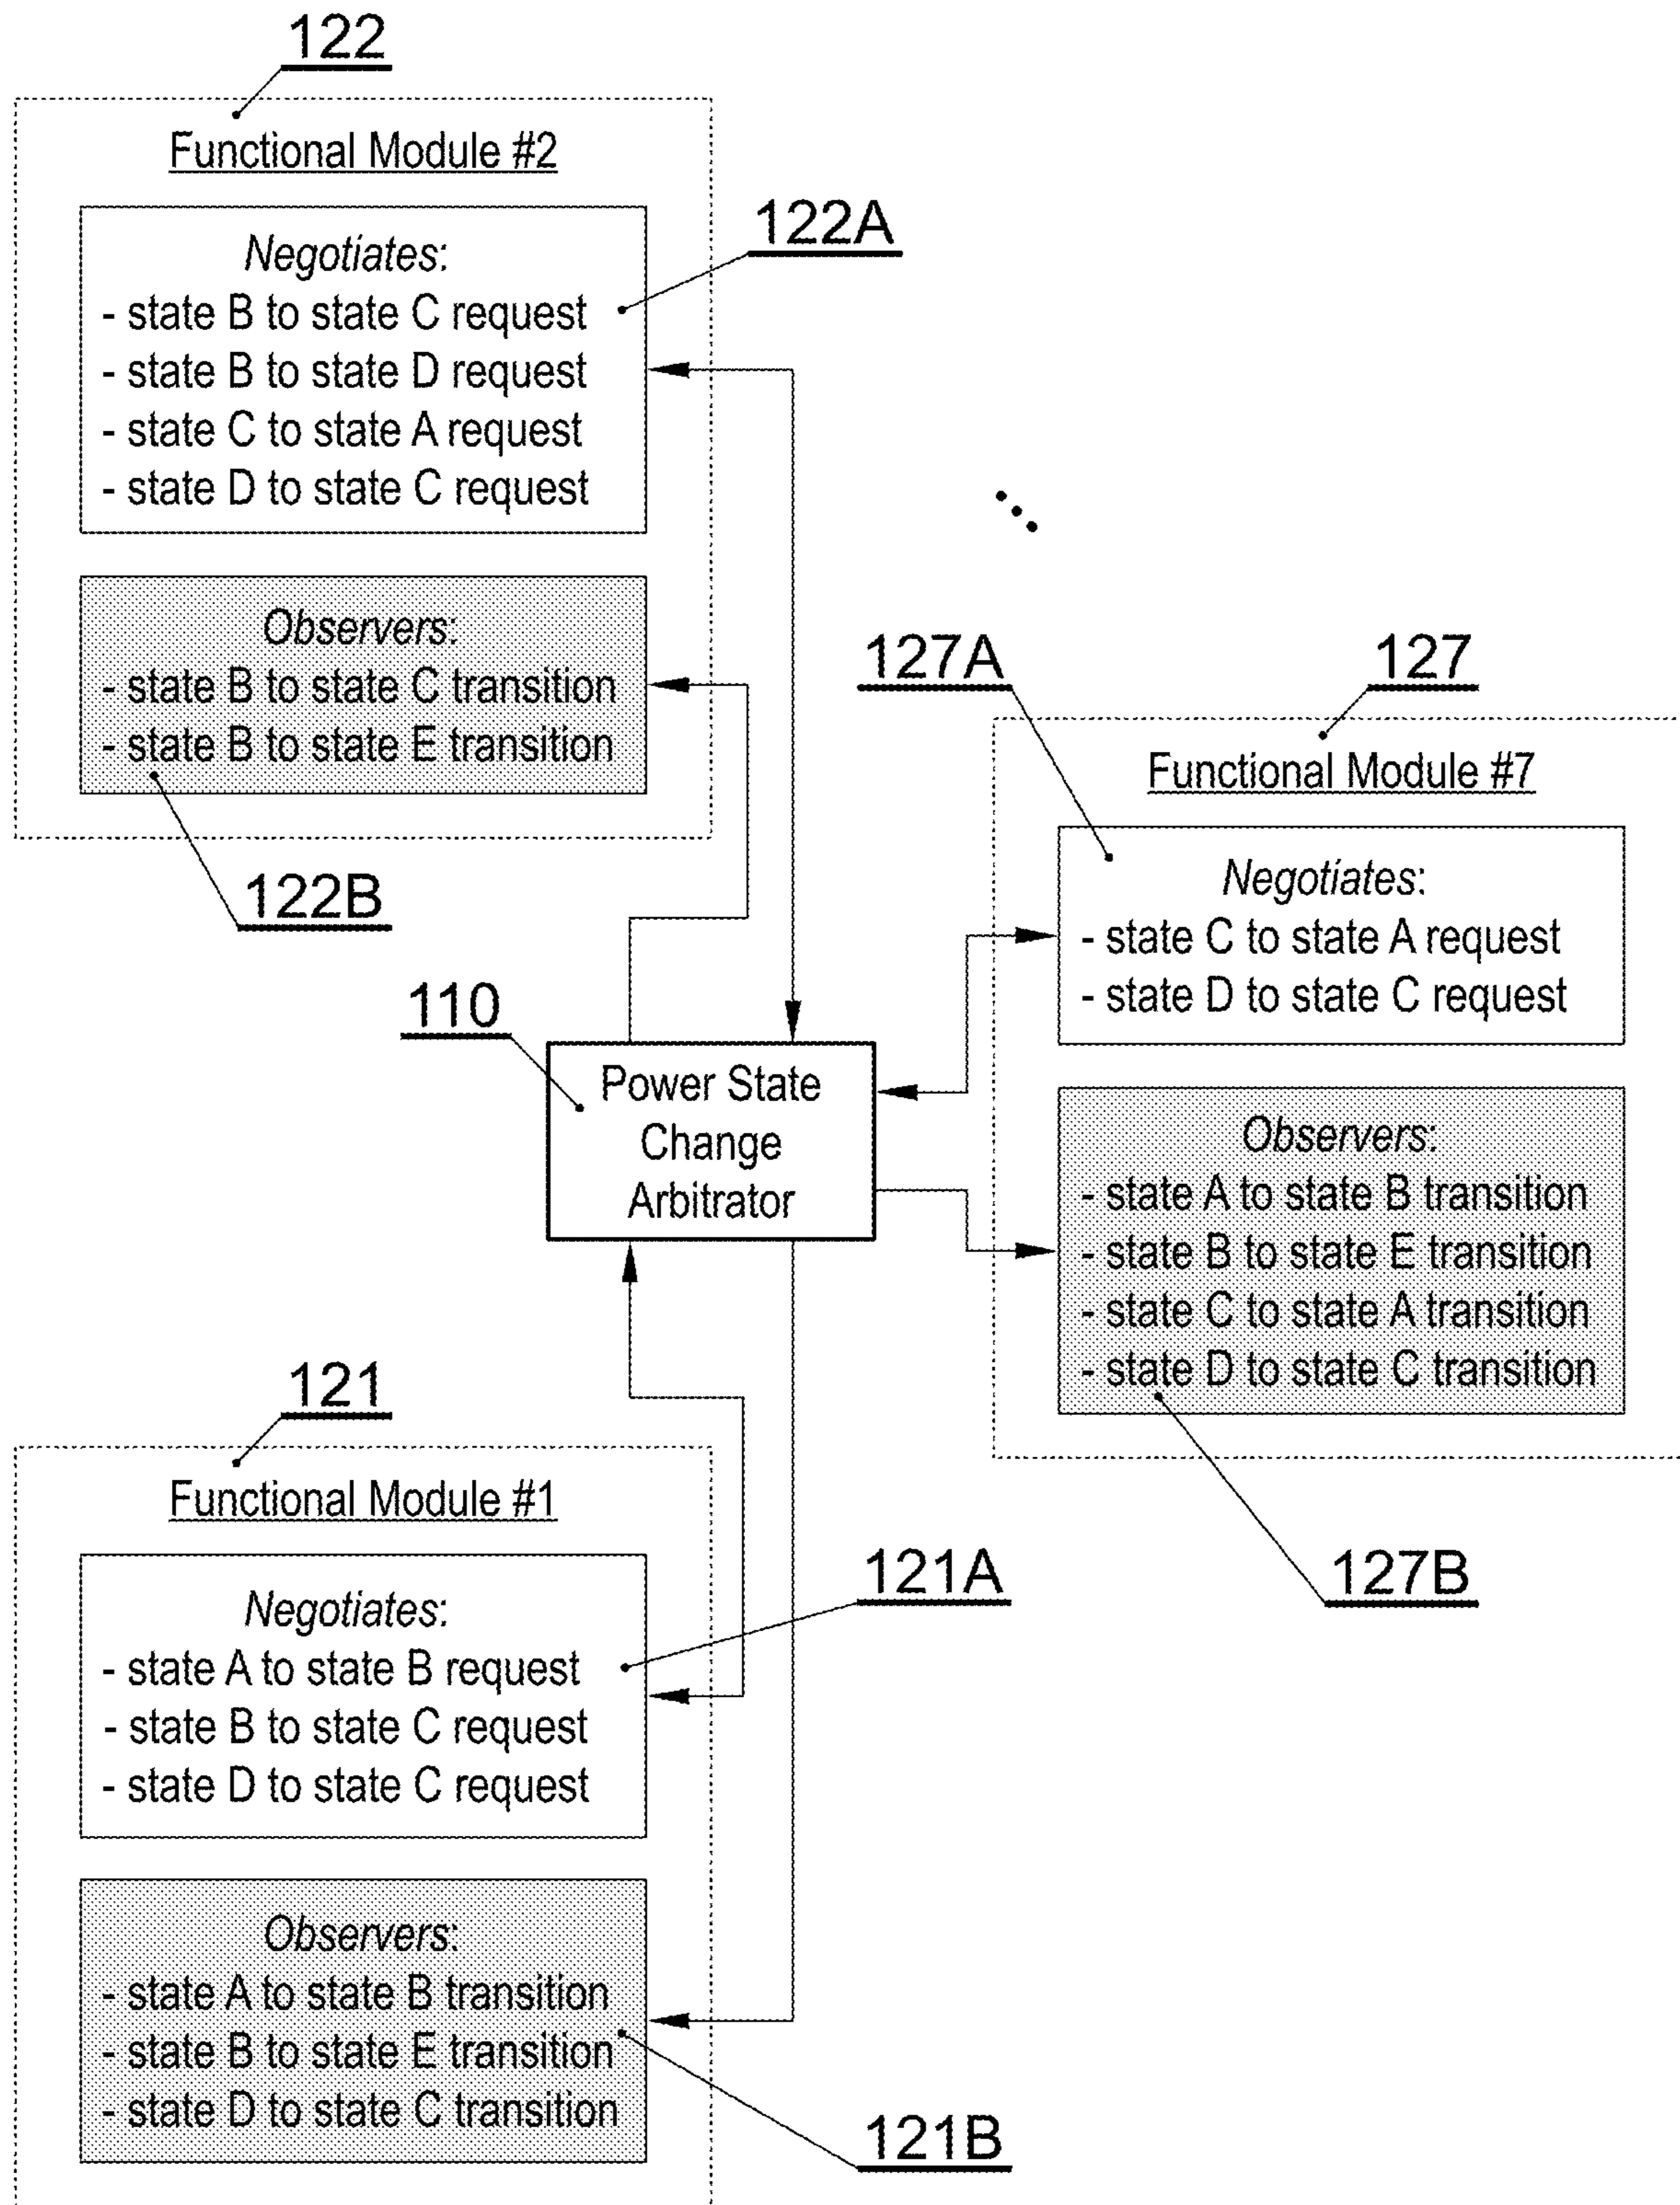 122
Functional Module #2
Negotiates:
- state B to state C request
- state B to state D request
- state C to state A request
- state D to state C request
122A
Observers:
- state B to state C transition
- state B to state E transition
122B
127A
127
Functional Module #7
Negotiates:
- state C to state A request
- state D to state C request
Observers:
- state A to state B transition
- state B to state E transition
- state C to state A transition
- state D to state C transition
127B
110
Power State
Change
Arbitrator
121
Functional Module #1
Negotiates:
- state A to state B request
- state B to state C request
- state D to state C request
121A
Observers:
- state A to state B transition
- state B to state E transition
- state D to state C transition
121B